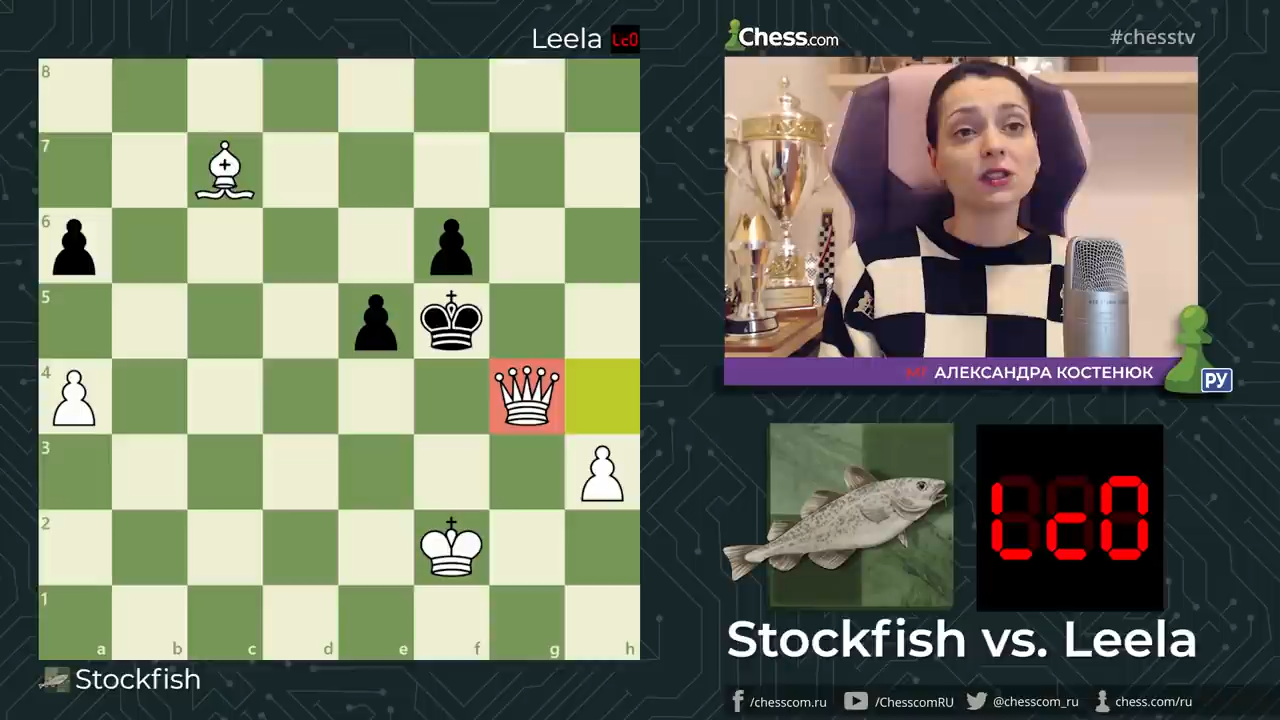 Leela Lc0
Chess.com
#chesstv
8
7
6
5
4
3
2
1
a b c d e f g h
Stockfish
АЛЕКСАНДРА КОСТЕНЮК
РУ
Lc0
Stockfish vs. Leela
/chesscom.ru /ChesscomRU @chesscom_ru chess.com/ru